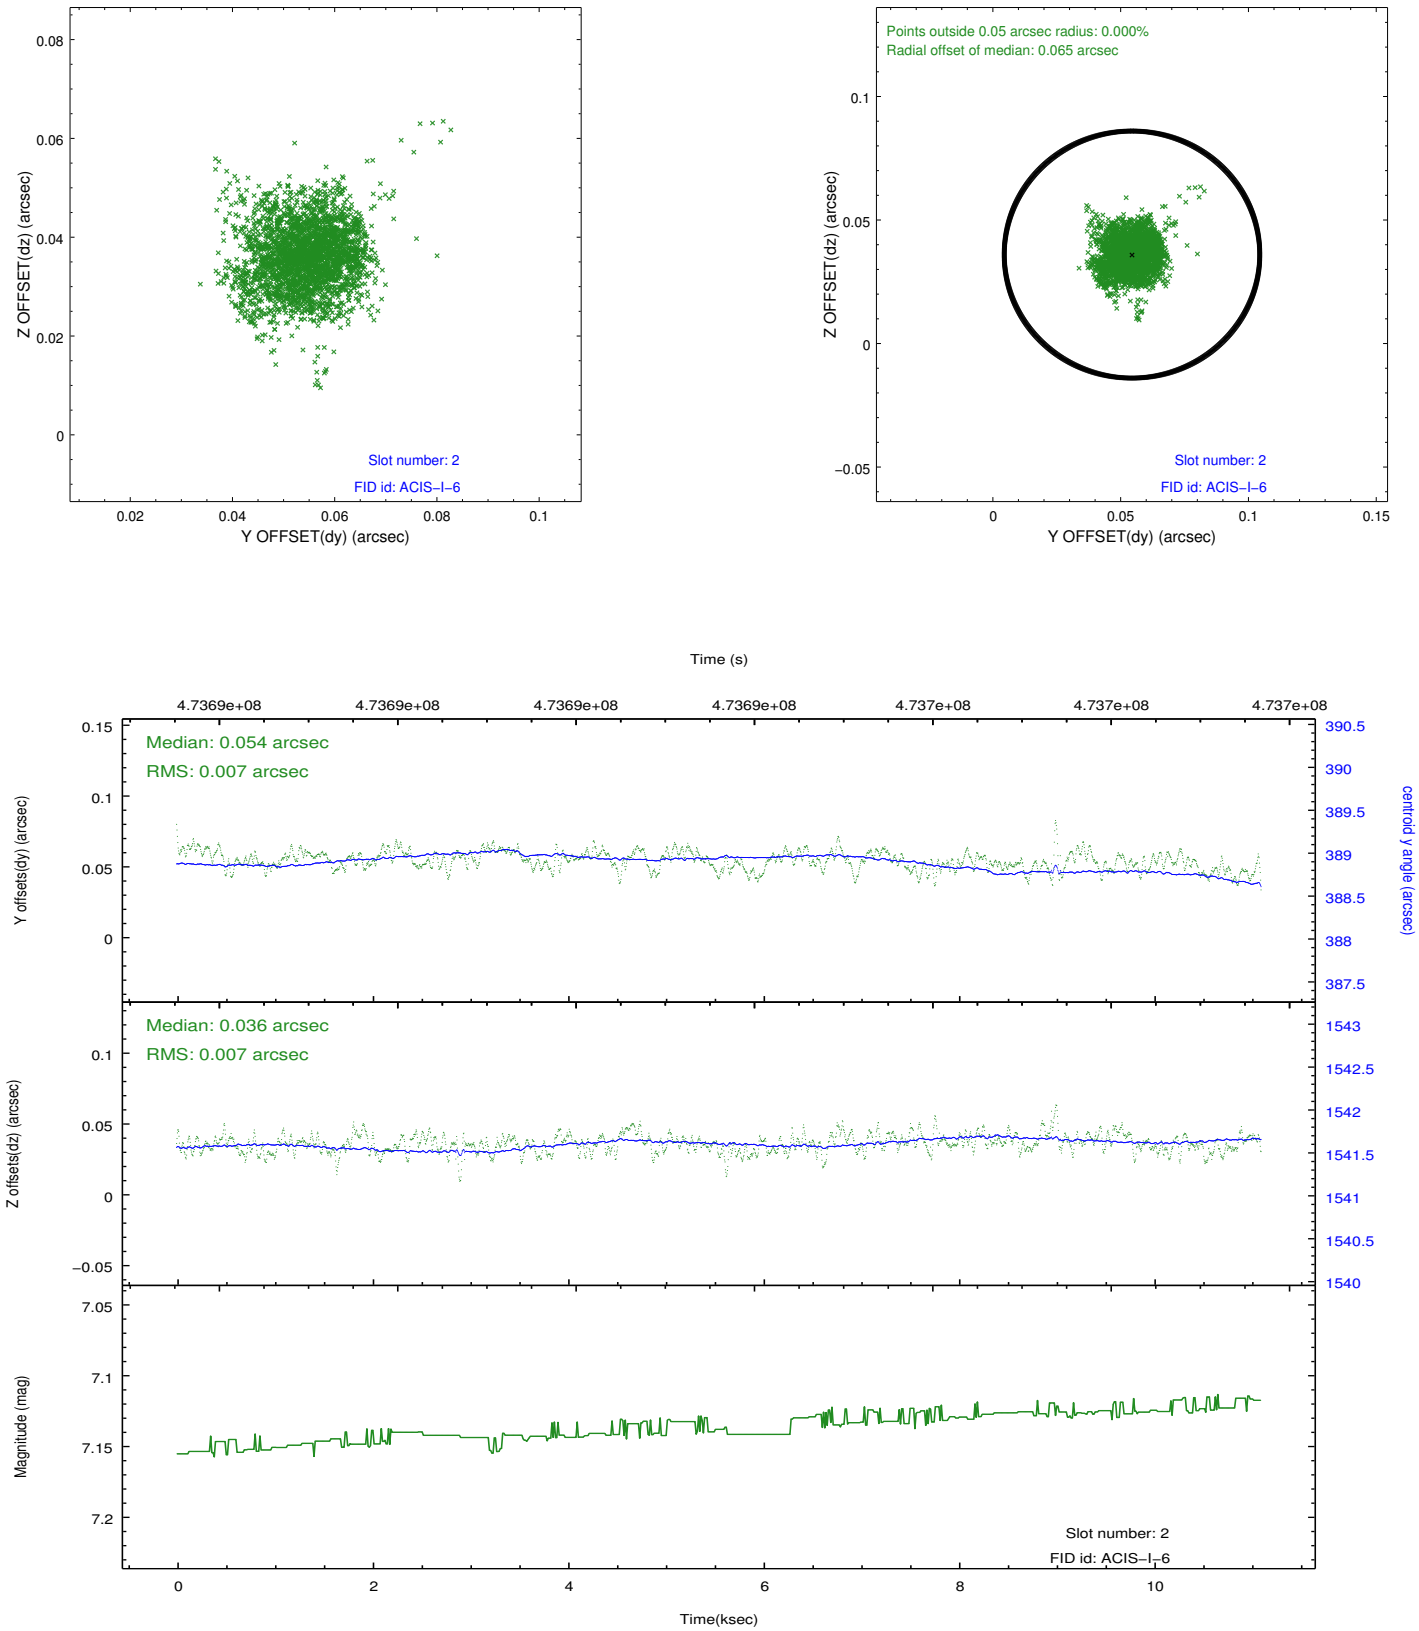 0.08
0.06
0.04
0.02
0
Z OFFSET(dz) (arcsec)
Slot number: 2
FID id: ACIS−I−6
0.02
0.04
0.06
0.08
0.1
Y OFFSET(dy) (arcsec)
Points outside 0.05 arcsec radius: 0.000%
Radial offset of median: 0.065 arcsec
0.1
0.05
0
−0.05
Z OFFSET(dz) (arcsec)
Slot number: 2
FID id: ACIS−I−6
0
0.05
0.1
0.15
Y OFFSET(dy) (arcsec)
Time (s)
4.7369e+08
4.7369e+08
4.7369e+08
4.7369e+08
4.737e+08
4.737e+08
4.737e+08
Median: 0.054 arcsec
RMS: 0.007 arcsec
0.15
0.1
0.05
0
Y offsets(dy) (arcsec)
390.5
390
389.5
389
388.5
388
387.5
centroid y angle (arcsec)
Median: 0.036 arcsec
RMS: 0.007 arcsec
0.1
0.05
0
−0.05
Z offsets(dz) (arcsec)
1543
1542.5
1542
1541.5
1541
1540.5
1540
7.05
7.1
7.15
7.2
Magnitude (mag)
Slot number: 2
FID id: ACIS−I−6
0
2
4
6
8
10
Time(ksec)